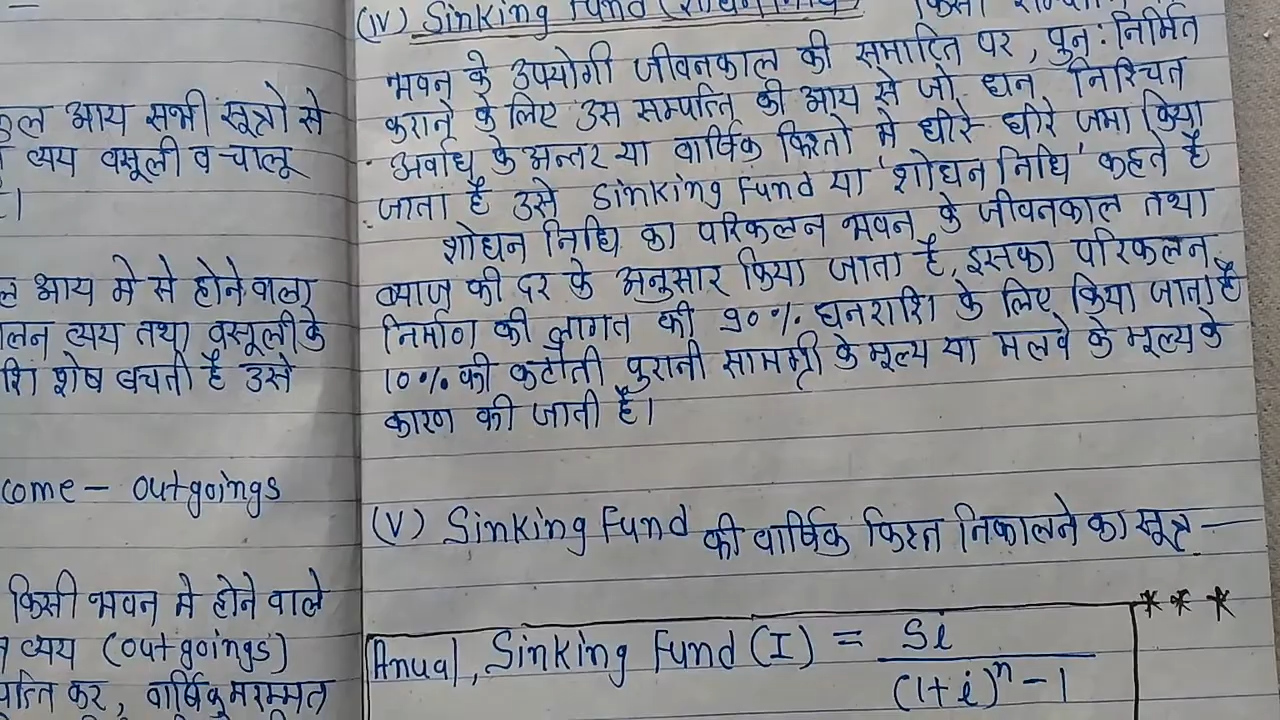 कुल आय सभी सूत्रो से
व्यय वसूली व चालू
आय मे से होने वाले
व्यय तथा वसूली के
शेष बचती है उसे
come – outgoings
किसी भवन मे होने वाले
व्यय (outgoings)
कर, वार्षिक मरम्मत
(IV) Sinking Fund (शोधन निधि) किसी
भवन के उपयोगी जीवनकाल की समाप्ति पर, पुन: निर्मित
कराने के लिए उस सम्पत्ति की आय से जो धन निश्चित
अवधि के अन्तर या वार्षिक किश्तो मे धीरे धीरे जमा किया
जाता है उसे Sinking Fund या 'शोधन निधि' कहते है
शोधन निधि का परिकलन भवन के जीवनकाल तथा
ब्याज की दर के अनुसार किया जाता है, इसका परिकलन
निर्माण की लागत की 90% धनराशि के लिए किया जाता है
10% की कटौती पुरानी सामग्री के मूल्य या मलवे के मूल्य के
कारण की जाती है।
(V) Sinking Fund की वार्षिक किश्त निकालने का सूत्र —
* * *
Anual, Sinking Fund (I) = Si / (1+i)^n - 1